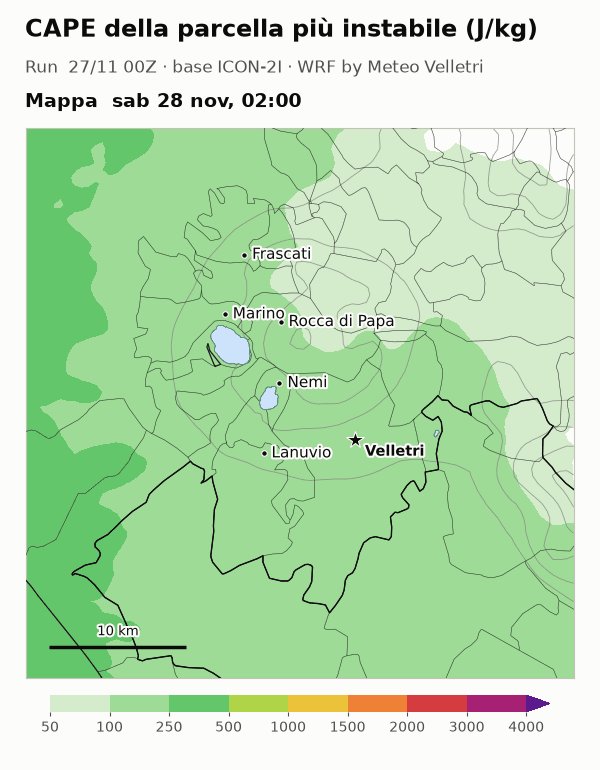 CAPE della parcella più instabile (J/kg)
Run  27/11 00Z · base ICON-2I · WRF by Meteo Velletri
Mappa  sab 28 nov, 02:00
Frascati
Marino
Rocca di Papa
Nemi
Velletri
Lanuvio
10 km
50 100 250 500 1000 1500 2000 3000 4000